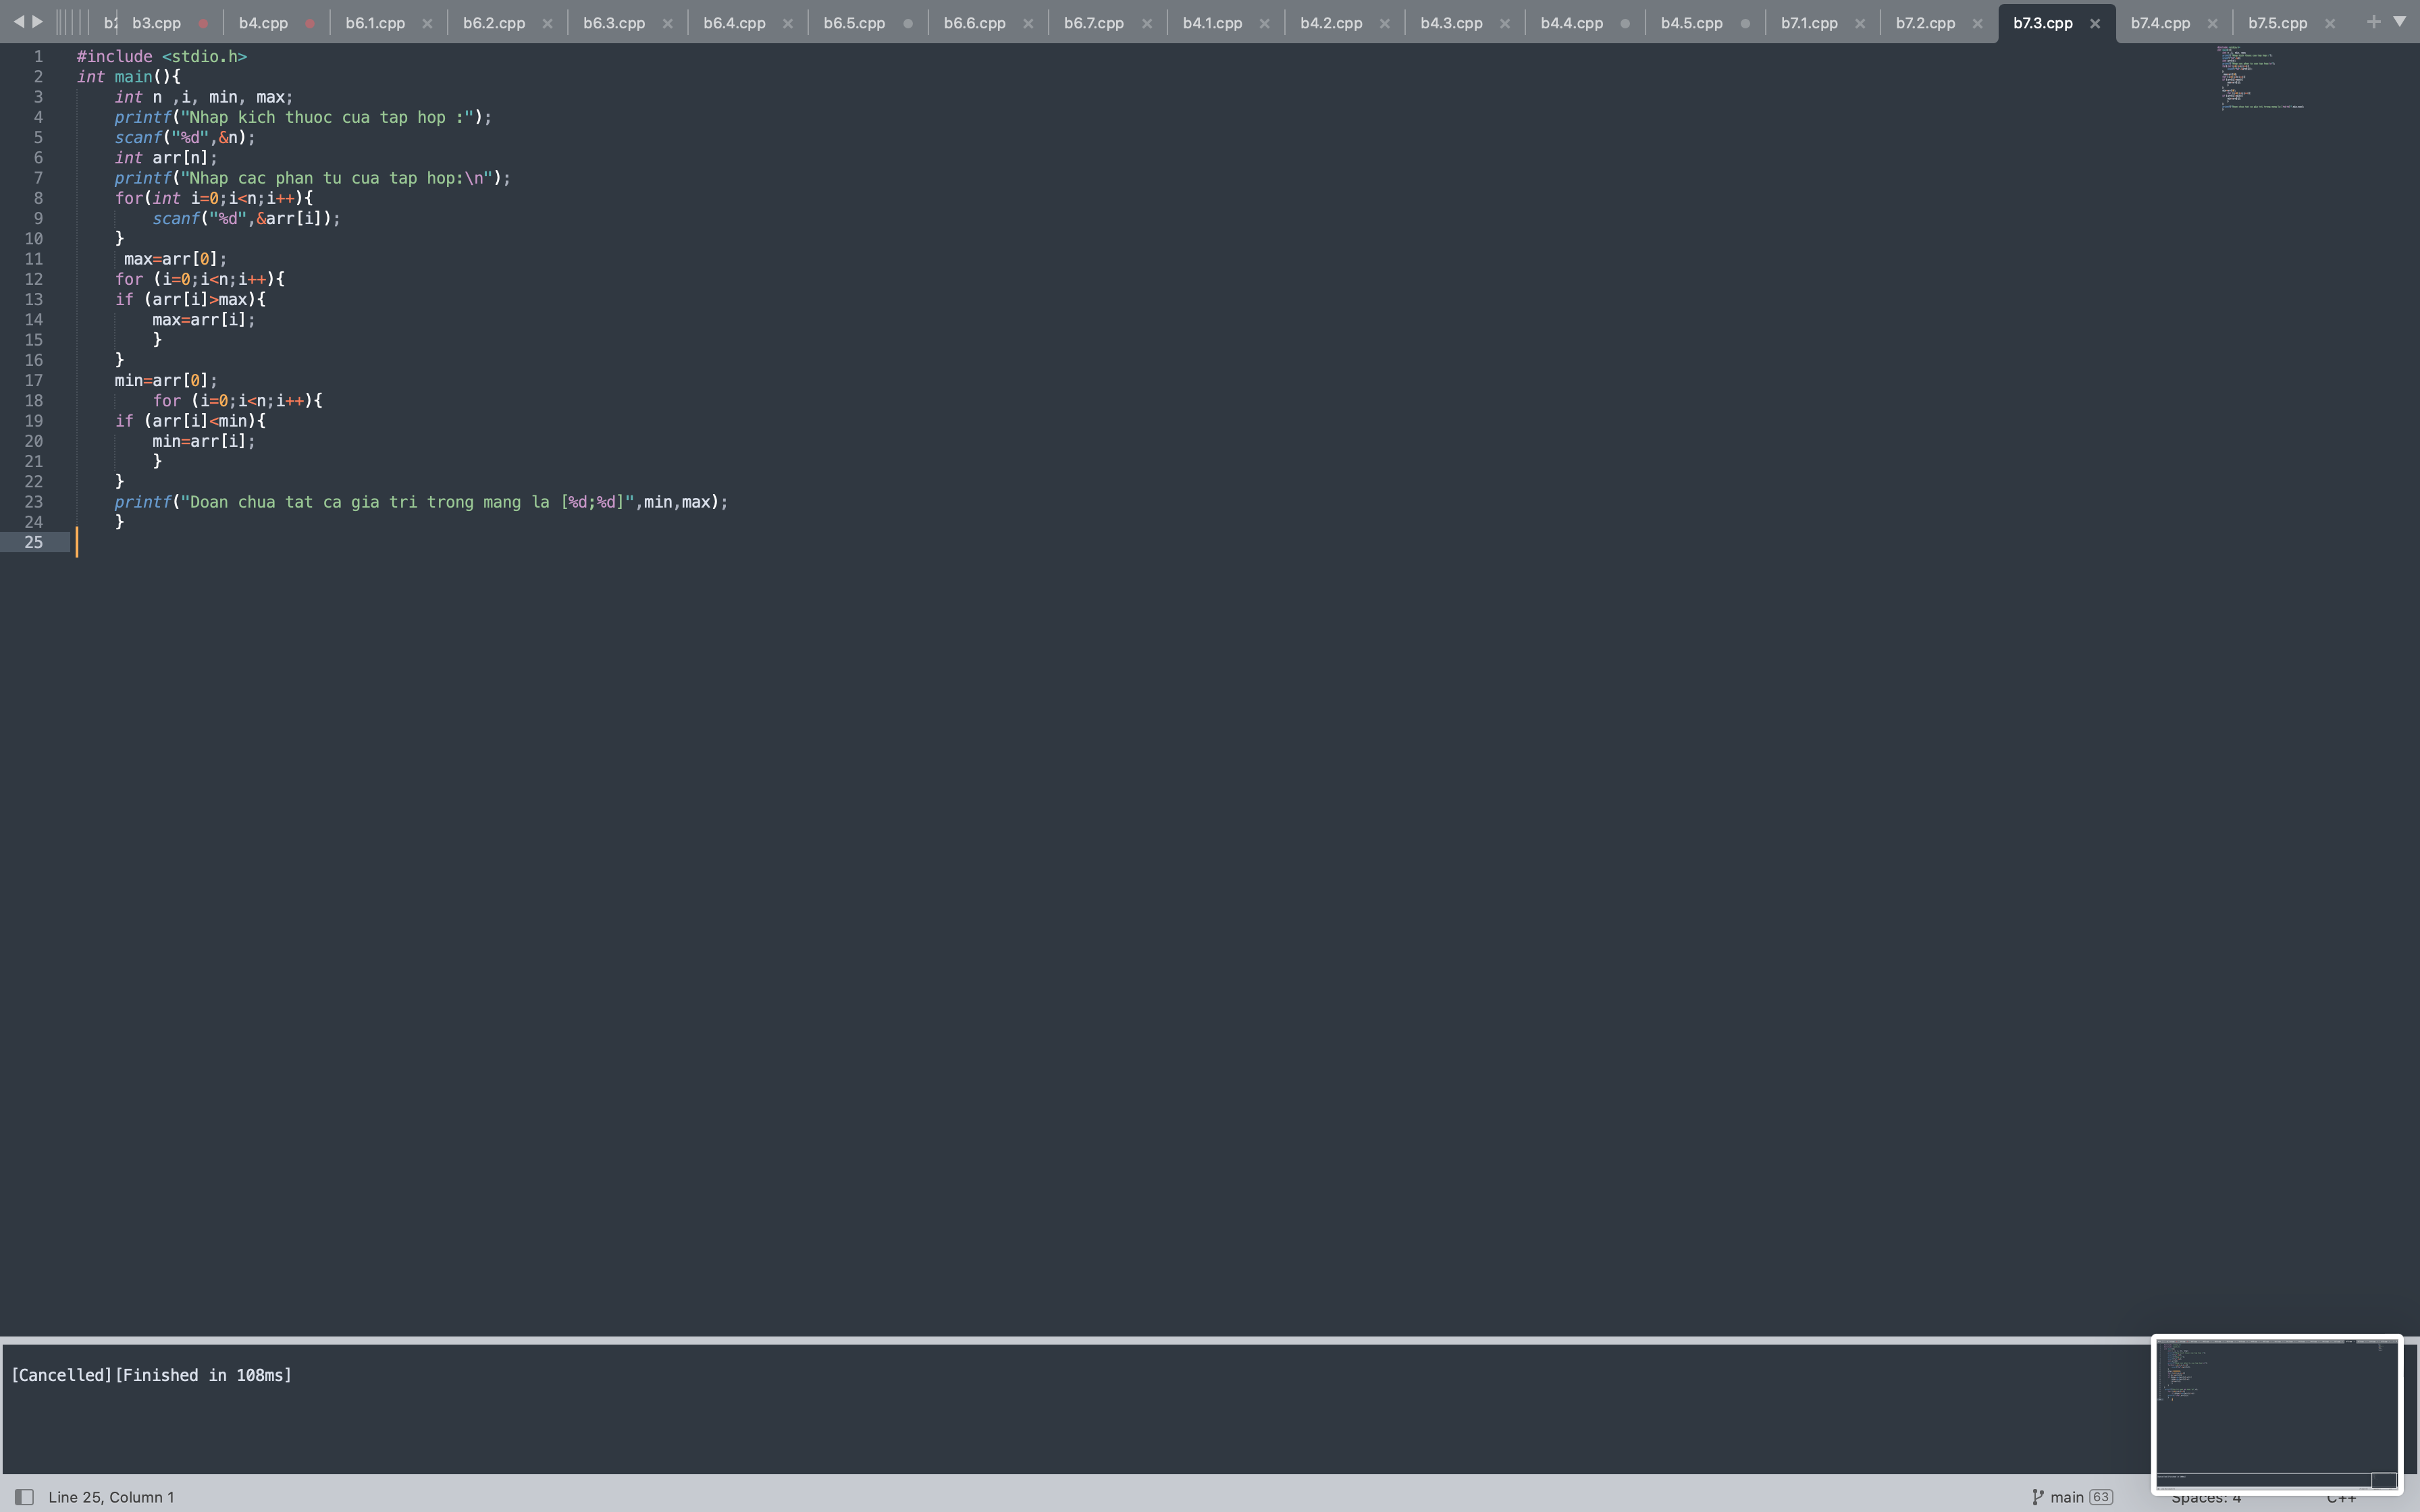 b3.cpp b4.cpp b6.1.cpp b6.2.cpp b6.3.cpp b6.4.cpp b6.5.cpp b6.6.cpp b6.7.cpp b4.1.cpp b4.2.cpp b4.3.cpp b4.4.cpp b4.5.cpp b7.1.cpp b7.2.cpp b7.3.cpp b7.4.cpp b7.5.cpp
1 #include <stdio.h>
2 int main(){
3     int n ,i, min, max;
4     printf("Nhap kich thuoc cua tap hop :");
5     scanf("%d",&n);
6     int arr[n];
7     printf("Nhap cac phan tu cua tap hop:\n");
8     for(int i=0;i<n;i++){
9         scanf("%d",&arr[i]);
10     }
11      max=arr[0];
12     for (i=0;i<n;i++){
13     if (arr[i]>max){
14         max=arr[i];
15         }
16     }
17     min=arr[0];
18         for (i=0;i<n;i++){
19     if (arr[i]<min){
20         min=arr[i];
21         }
22     }
23     printf("Doan chua tat ca gia tri trong mang la [%d;%d]",min,max);
24     }
25
[Cancelled][Finished in 108ms]
Line 25, Column 1 main 63 Spaces: 4 C++